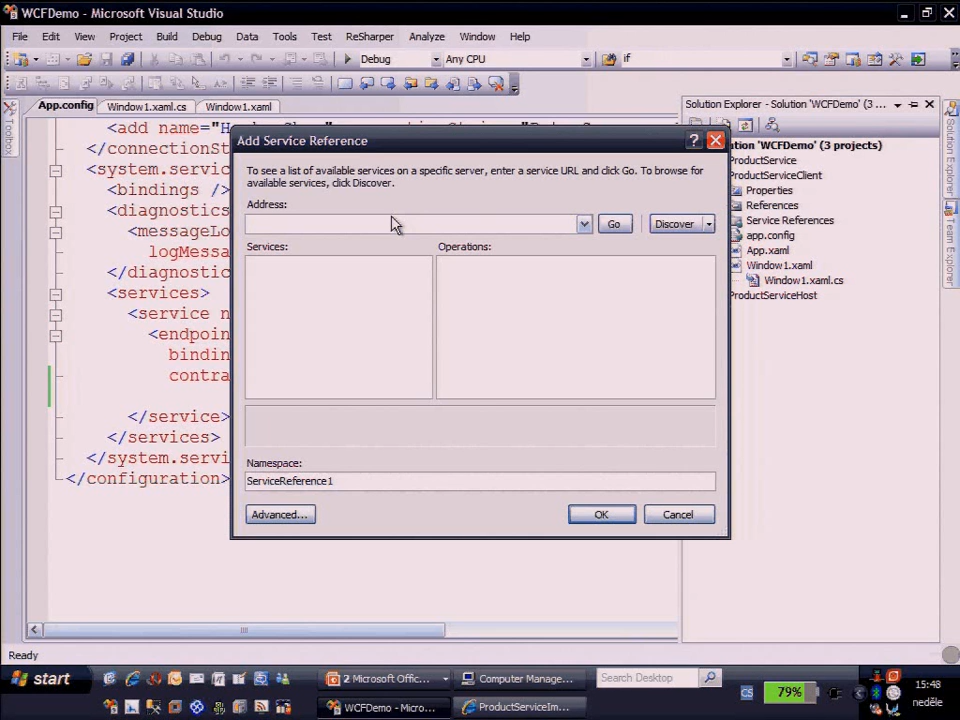 WCFDemo - Microsoft Visual Studio
File Edit View Project Build Debug Data Tools Test ReSharper Analyze Window Help
Debug Any CPU if
App.config Window1.xaml.cs Window1.xaml
Toolbox
</connectionSt
<system.servic
<bindings />
<diagnostics
<messageLo
logMessa
</diagnostic
<services>
<service n
<endpoin
bindin
contra
</service>
</services>
</system.servi
</configuration>
Add Service Reference
To see a list of available services on a specific server, enter a service URL and click Go. To browse for
available services, click Discover.
Address:
Go Discover
Services: Operations:
Namespace:
ServiceReference1
Advanced... OK Cancel
Solution Explorer - Solution 'WCFDemo' (3 ...
olution 'WCFDemo' (3 projects)
ProductService
ProductServiceClient
Properties
References
Service References
app.config
App.xaml
Window1.xaml
Window1.xaml.cs
ProductServiceHost
Solution Explorer
Team Explorer
Ready
start
2 Microsoft Offic... Computer Manage... Search Desktop
WCFDemo - Micro... ProductServiceIm...
CS 79%
15:48
neděle